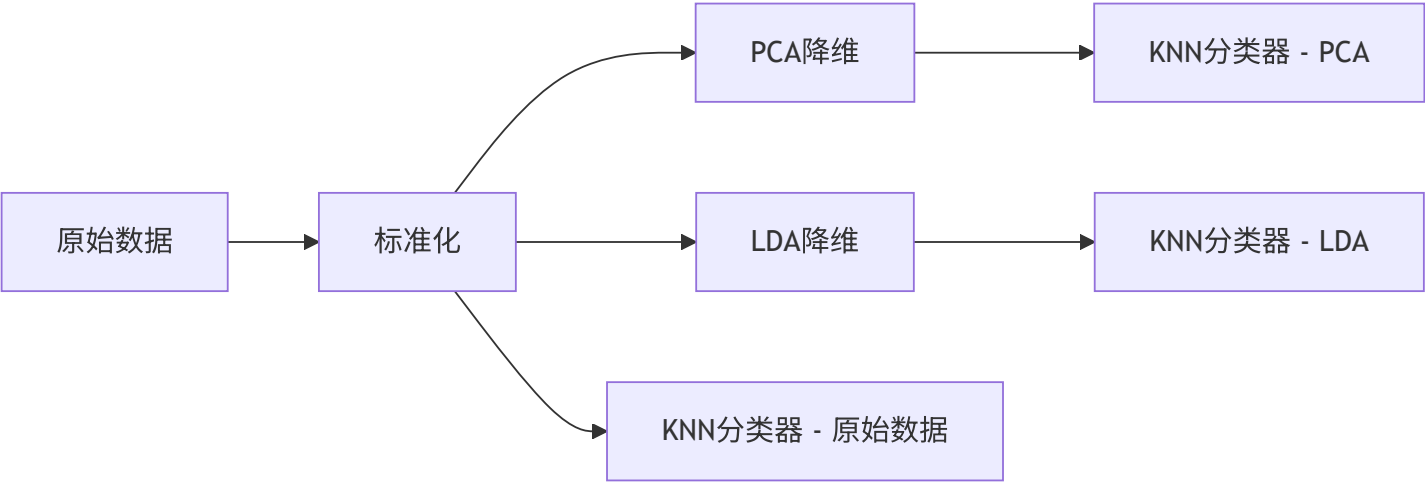 PCA降维
KNN分类器 - PCA
原始数据
标准化
LDA降维
KNN分类器 - LDA
KNN分类器 - 原始数据